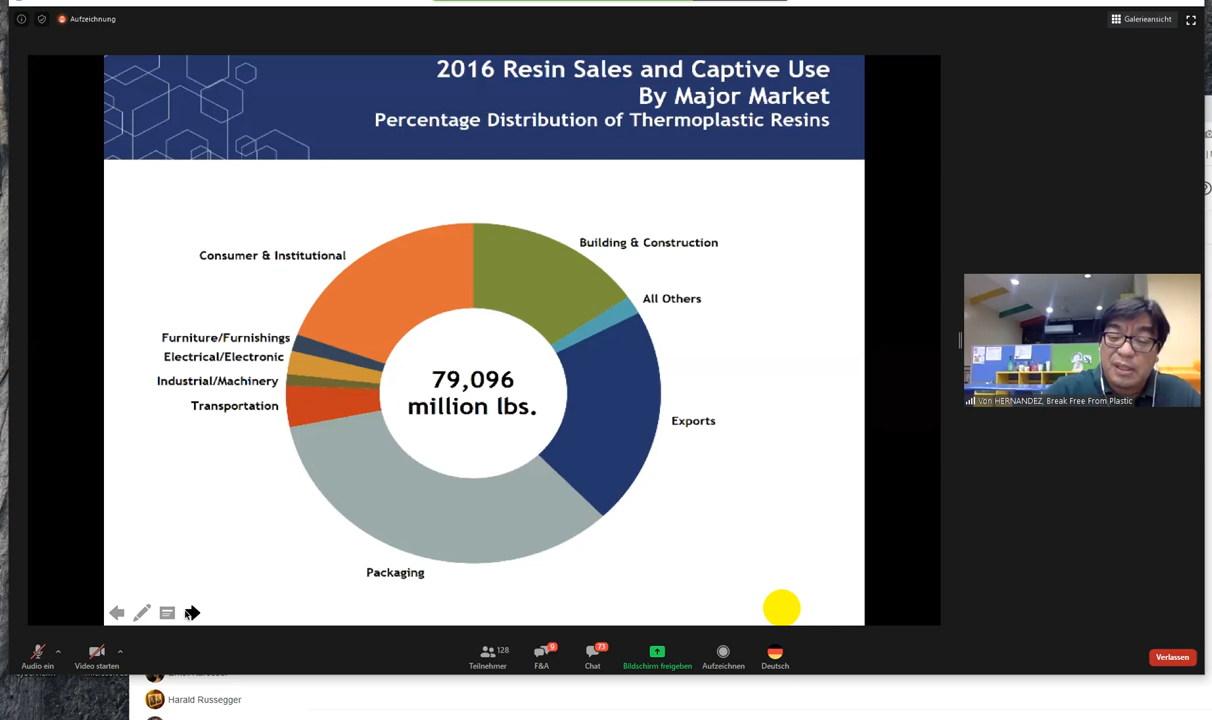 Aufzeichnung
Galerieansicht
2016 Resin Sales and Captive Use
By Major Market
Percentage Distribution of Thermoplastic Resins
Consumer & Institutional
Building & Construction
All Others
Furniture/Furnishings
Electrical/Electronic
Industrial/Machinery
Transportation
79,096
million lbs.
Exports
Packaging
Von HERNANDEZ, Break Free From Plastic
Audio ein
Video starten
128
Teilnehmer
9
F&A
73
Chat
Bildschirm freigeben
Aufzeichnen
Deutsch
Verlassen
Harald Russegger